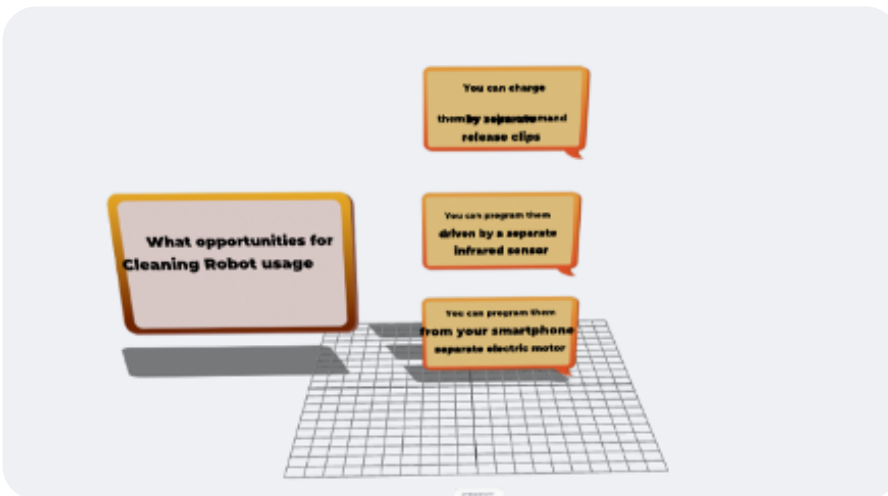 What opportunities for
Cleaning Robot usage
You can charge
release clips
You can program them
driven by a separate
infrared sensor
You can program them
from your smartphone
separate electric motor